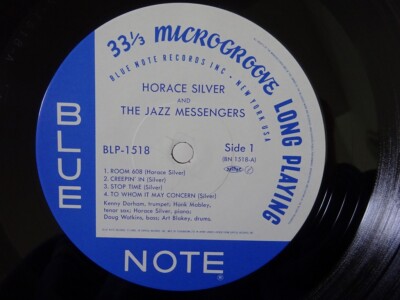 33 1/3 MICROGROOVE LONG PLAYING
BLUE NOTE RECORDS INC · NEW YORK USA
HORACE SILVER
AND
THE JAZZ MESSENGERS
BLP-1518
Side 1
(BN 1518-A)
1. ROOM 608 (Horace Silver)
2. CREEPIN' IN (Silver)
3. STOP TIME (Silver)
4. TO WHOM IT MAY CONCERN (Silver)
Kenny Dorham, trumpet; Hank Mobley,
tenor sax; Horace Silver, piano;
Doug Watkins, bass; Art Blakey, drums.
BLUE
NOTE